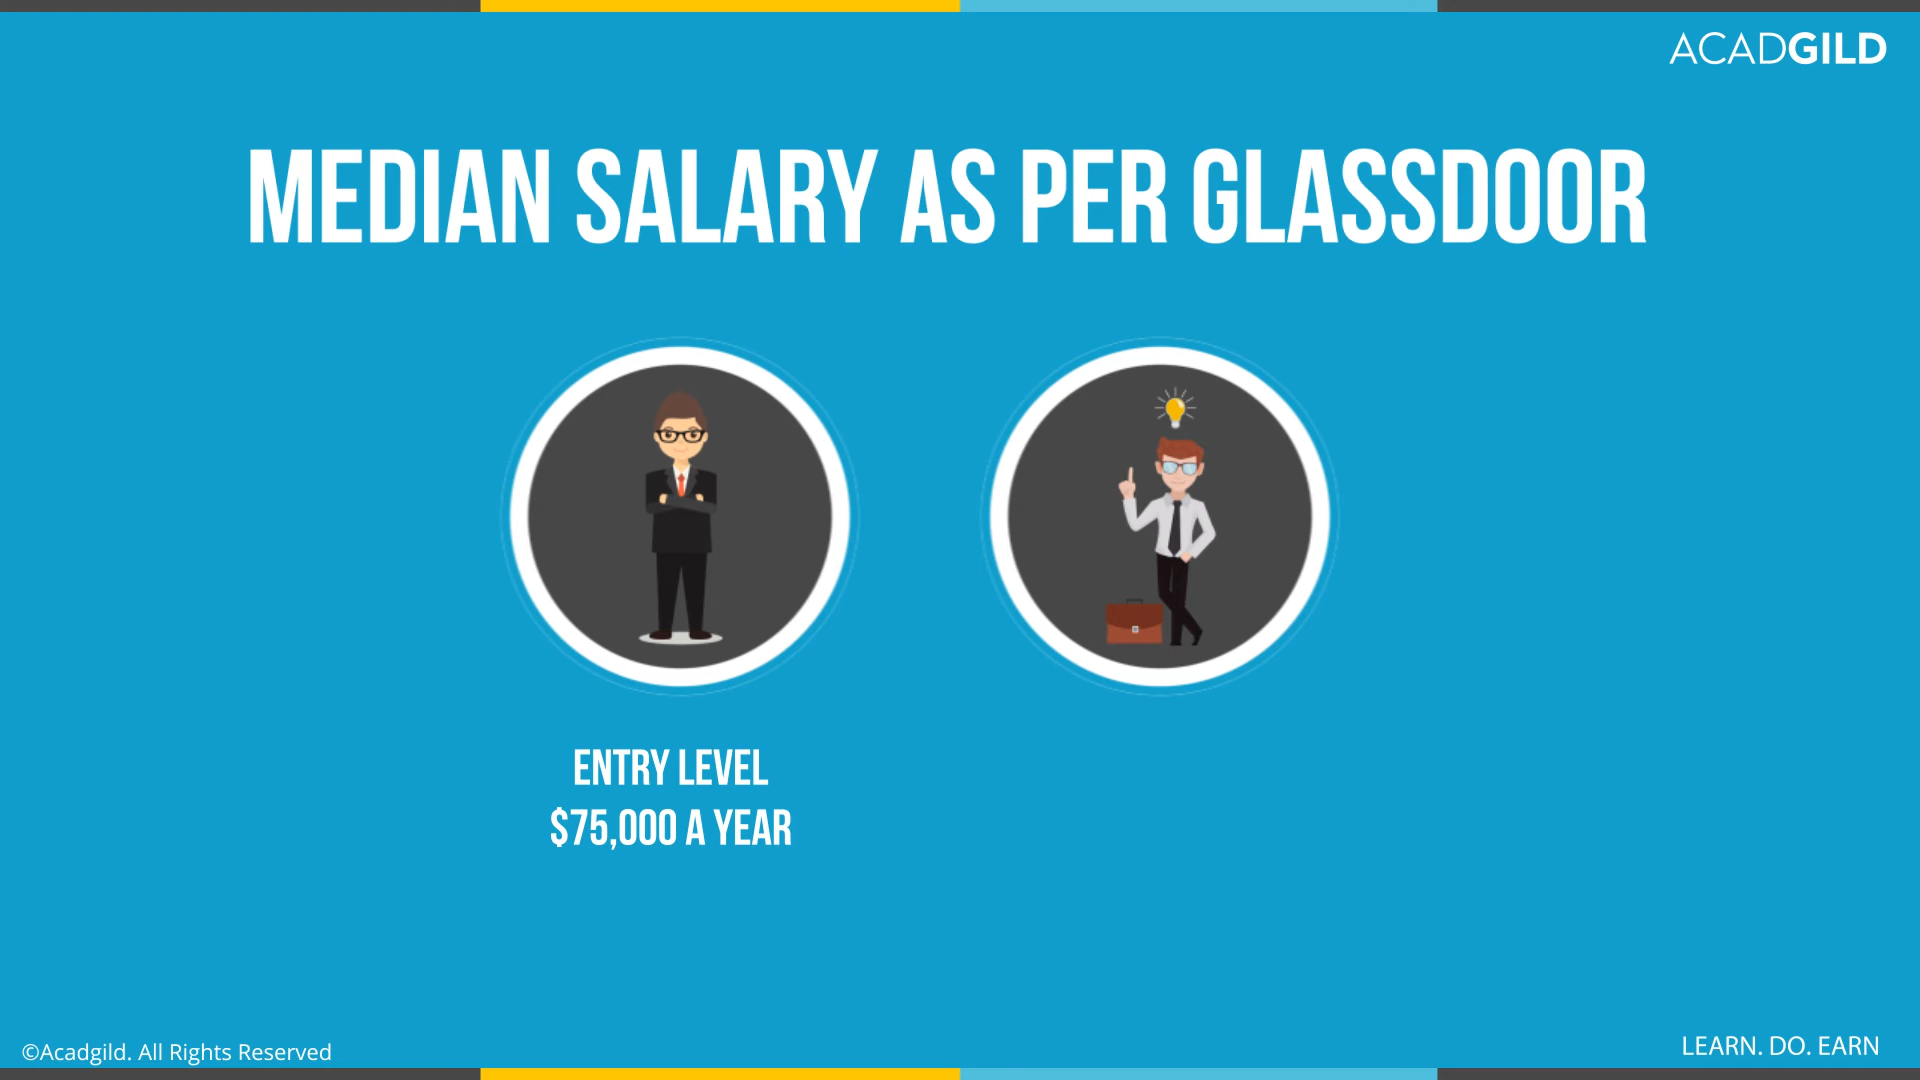 ACADGILD
MEDIAN SALARY AS PER GLASSDOOR
ENTRY LEVEL
$75,000 A YEAR
©Acadgild. All Rights Reserved
LEARN. DO. EARN